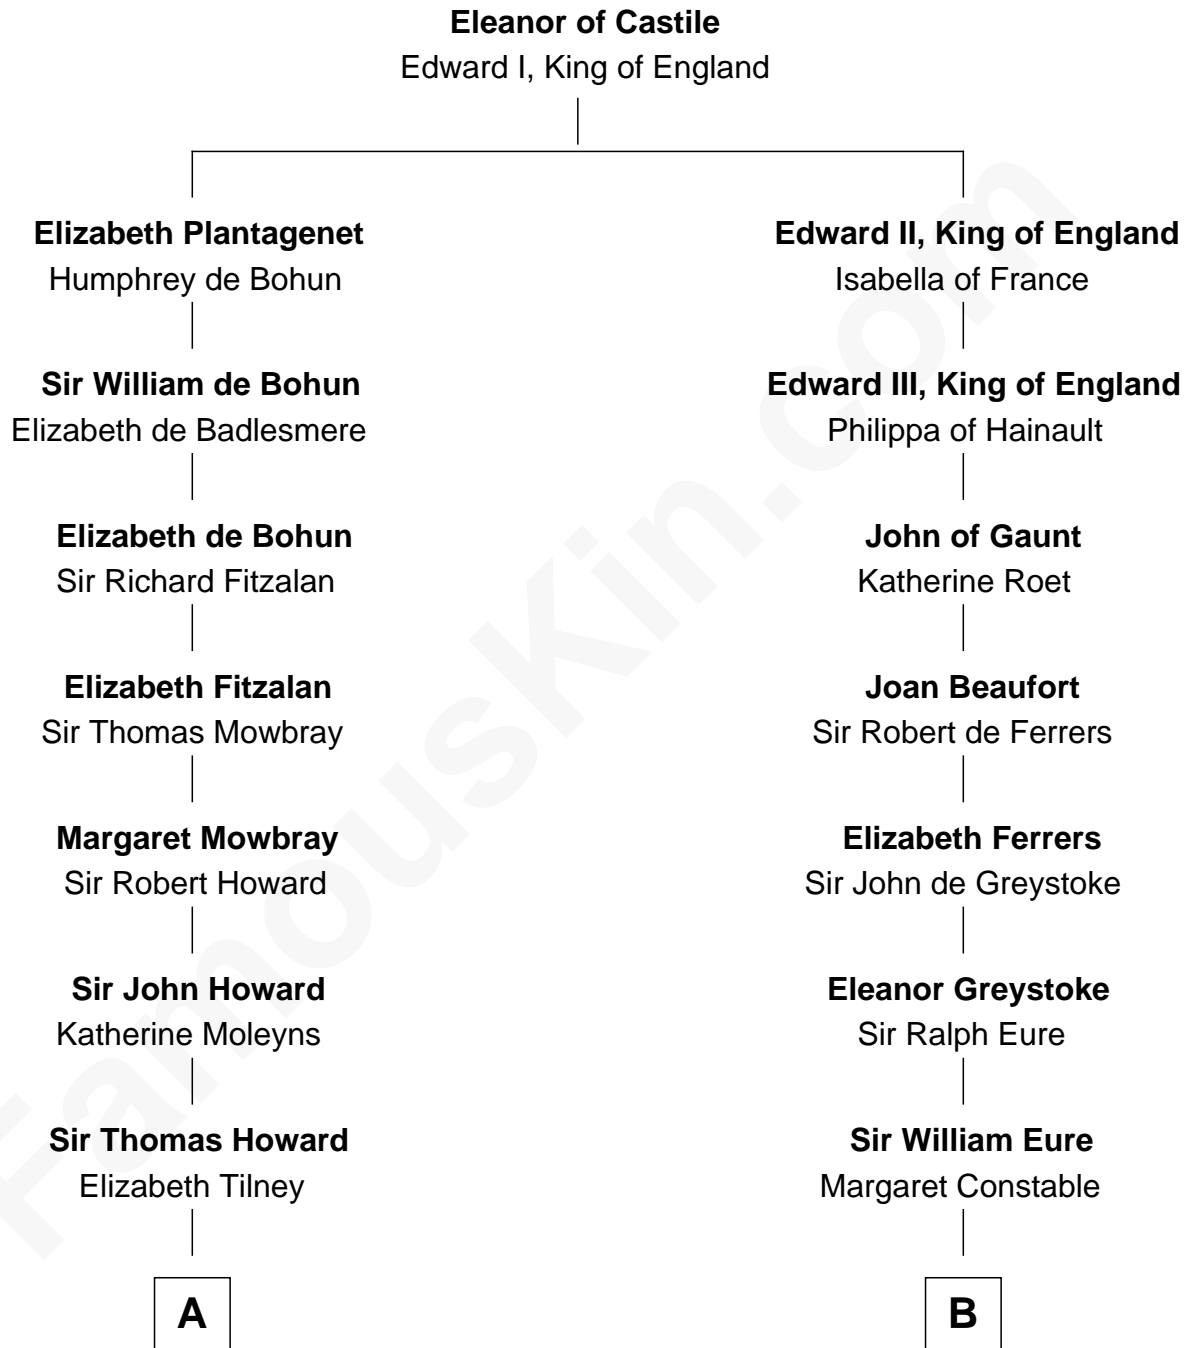 Eleanor of Castile
Edward I, King of England
Elizabeth Plantagenet
Humphrey de Bohun
Edward II, King of England
Isabella of France
Sir William de Bohun
Elizabeth de Badlesmere
Edward III, King of England
Philippa of Hainault
Elizabeth de Bohun
Sir Richard Fitzalan
John of Gaunt
Katherine Roet
Elizabeth Fitzalan
Sir Thomas Mowbray
Joan Beaufort
Sir Robert de Ferrers
Margaret Mowbray
Sir Robert Howard
Elizabeth Ferrers
Sir John de Greystoke
Sir John Howard
Katherine Moleyns
Eleanor Greystoke
Sir Ralph Eure
Sir Thomas Howard
Elizabeth Tilney
Sir William Eure
Margaret Constable
A
B
FamousKin.com